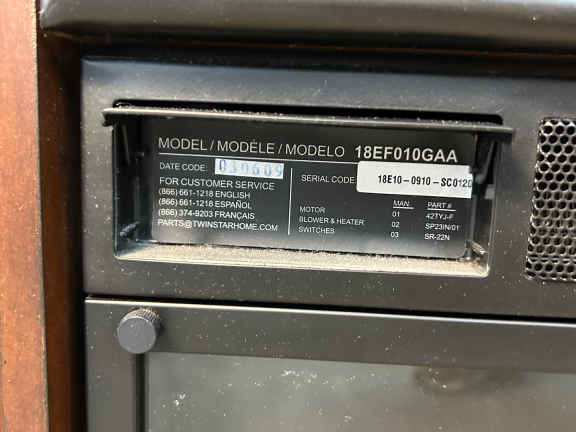 MODEL / MODÈLE / MODELO 18EF010GAA
DATE CODE: 030609
FOR CUSTOMER SERVICE
(866) 661-1218 ENGLISH
(866) 661-1218 ESPAÑOL
(866) 374-9203 FRANÇAIS
PARTS@TWINSTARHOME.COM
SERIAL CODE: 18E10-0910-SC0120
MAN. PART #
MOTOR 01 42TYJ-F
BLOWER & HEATER 02 SP23IN/01
SWITCHES 03 SR-22N